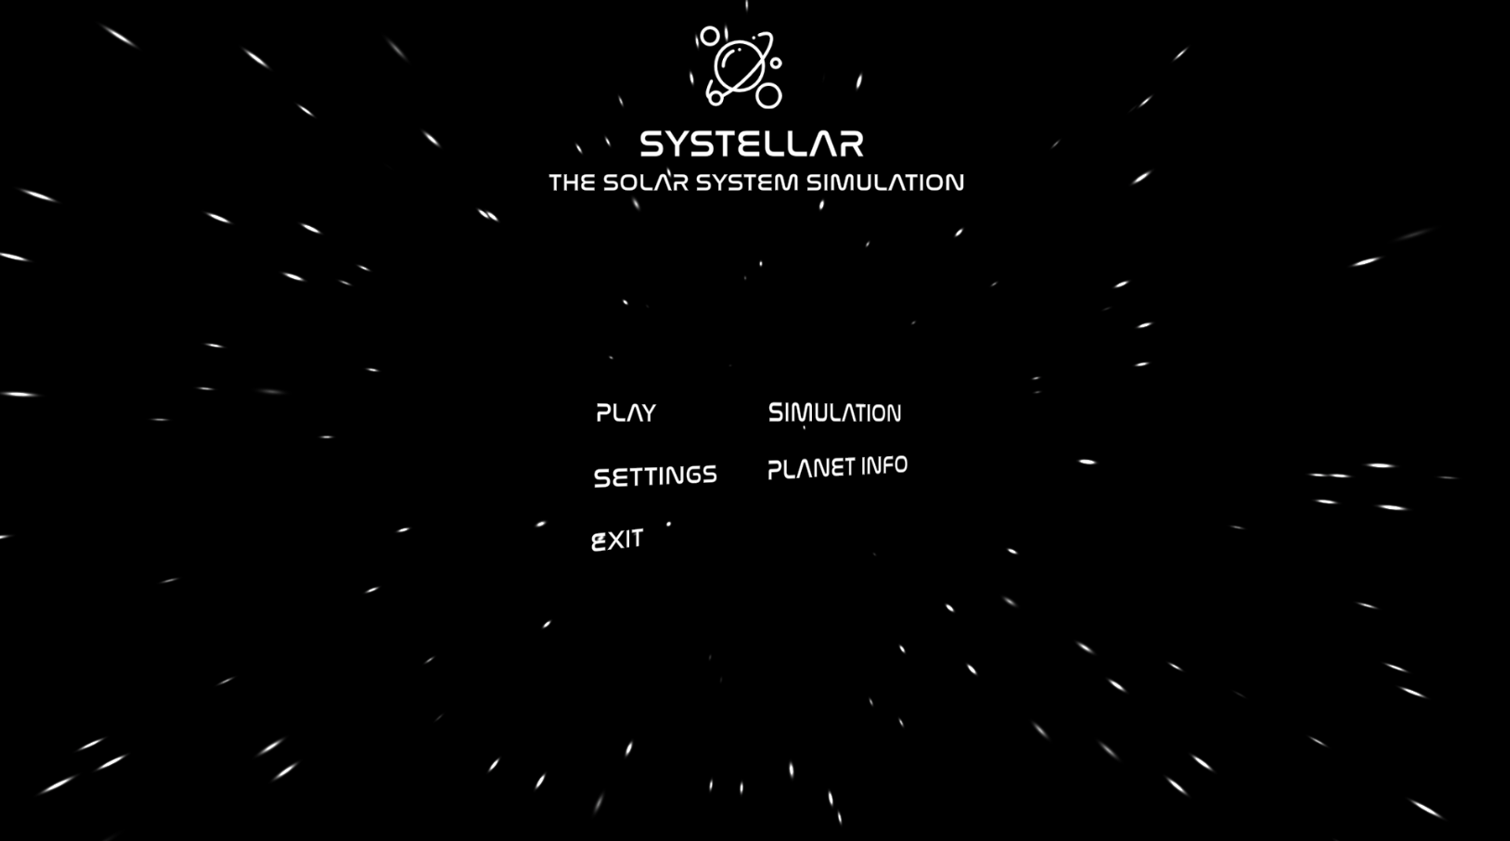 SYSTELLAR
THE SOLAR SYSTEM SIMULATION
PLAY
SIMULATION
SETTINGS
PLANET INFO
EXIT